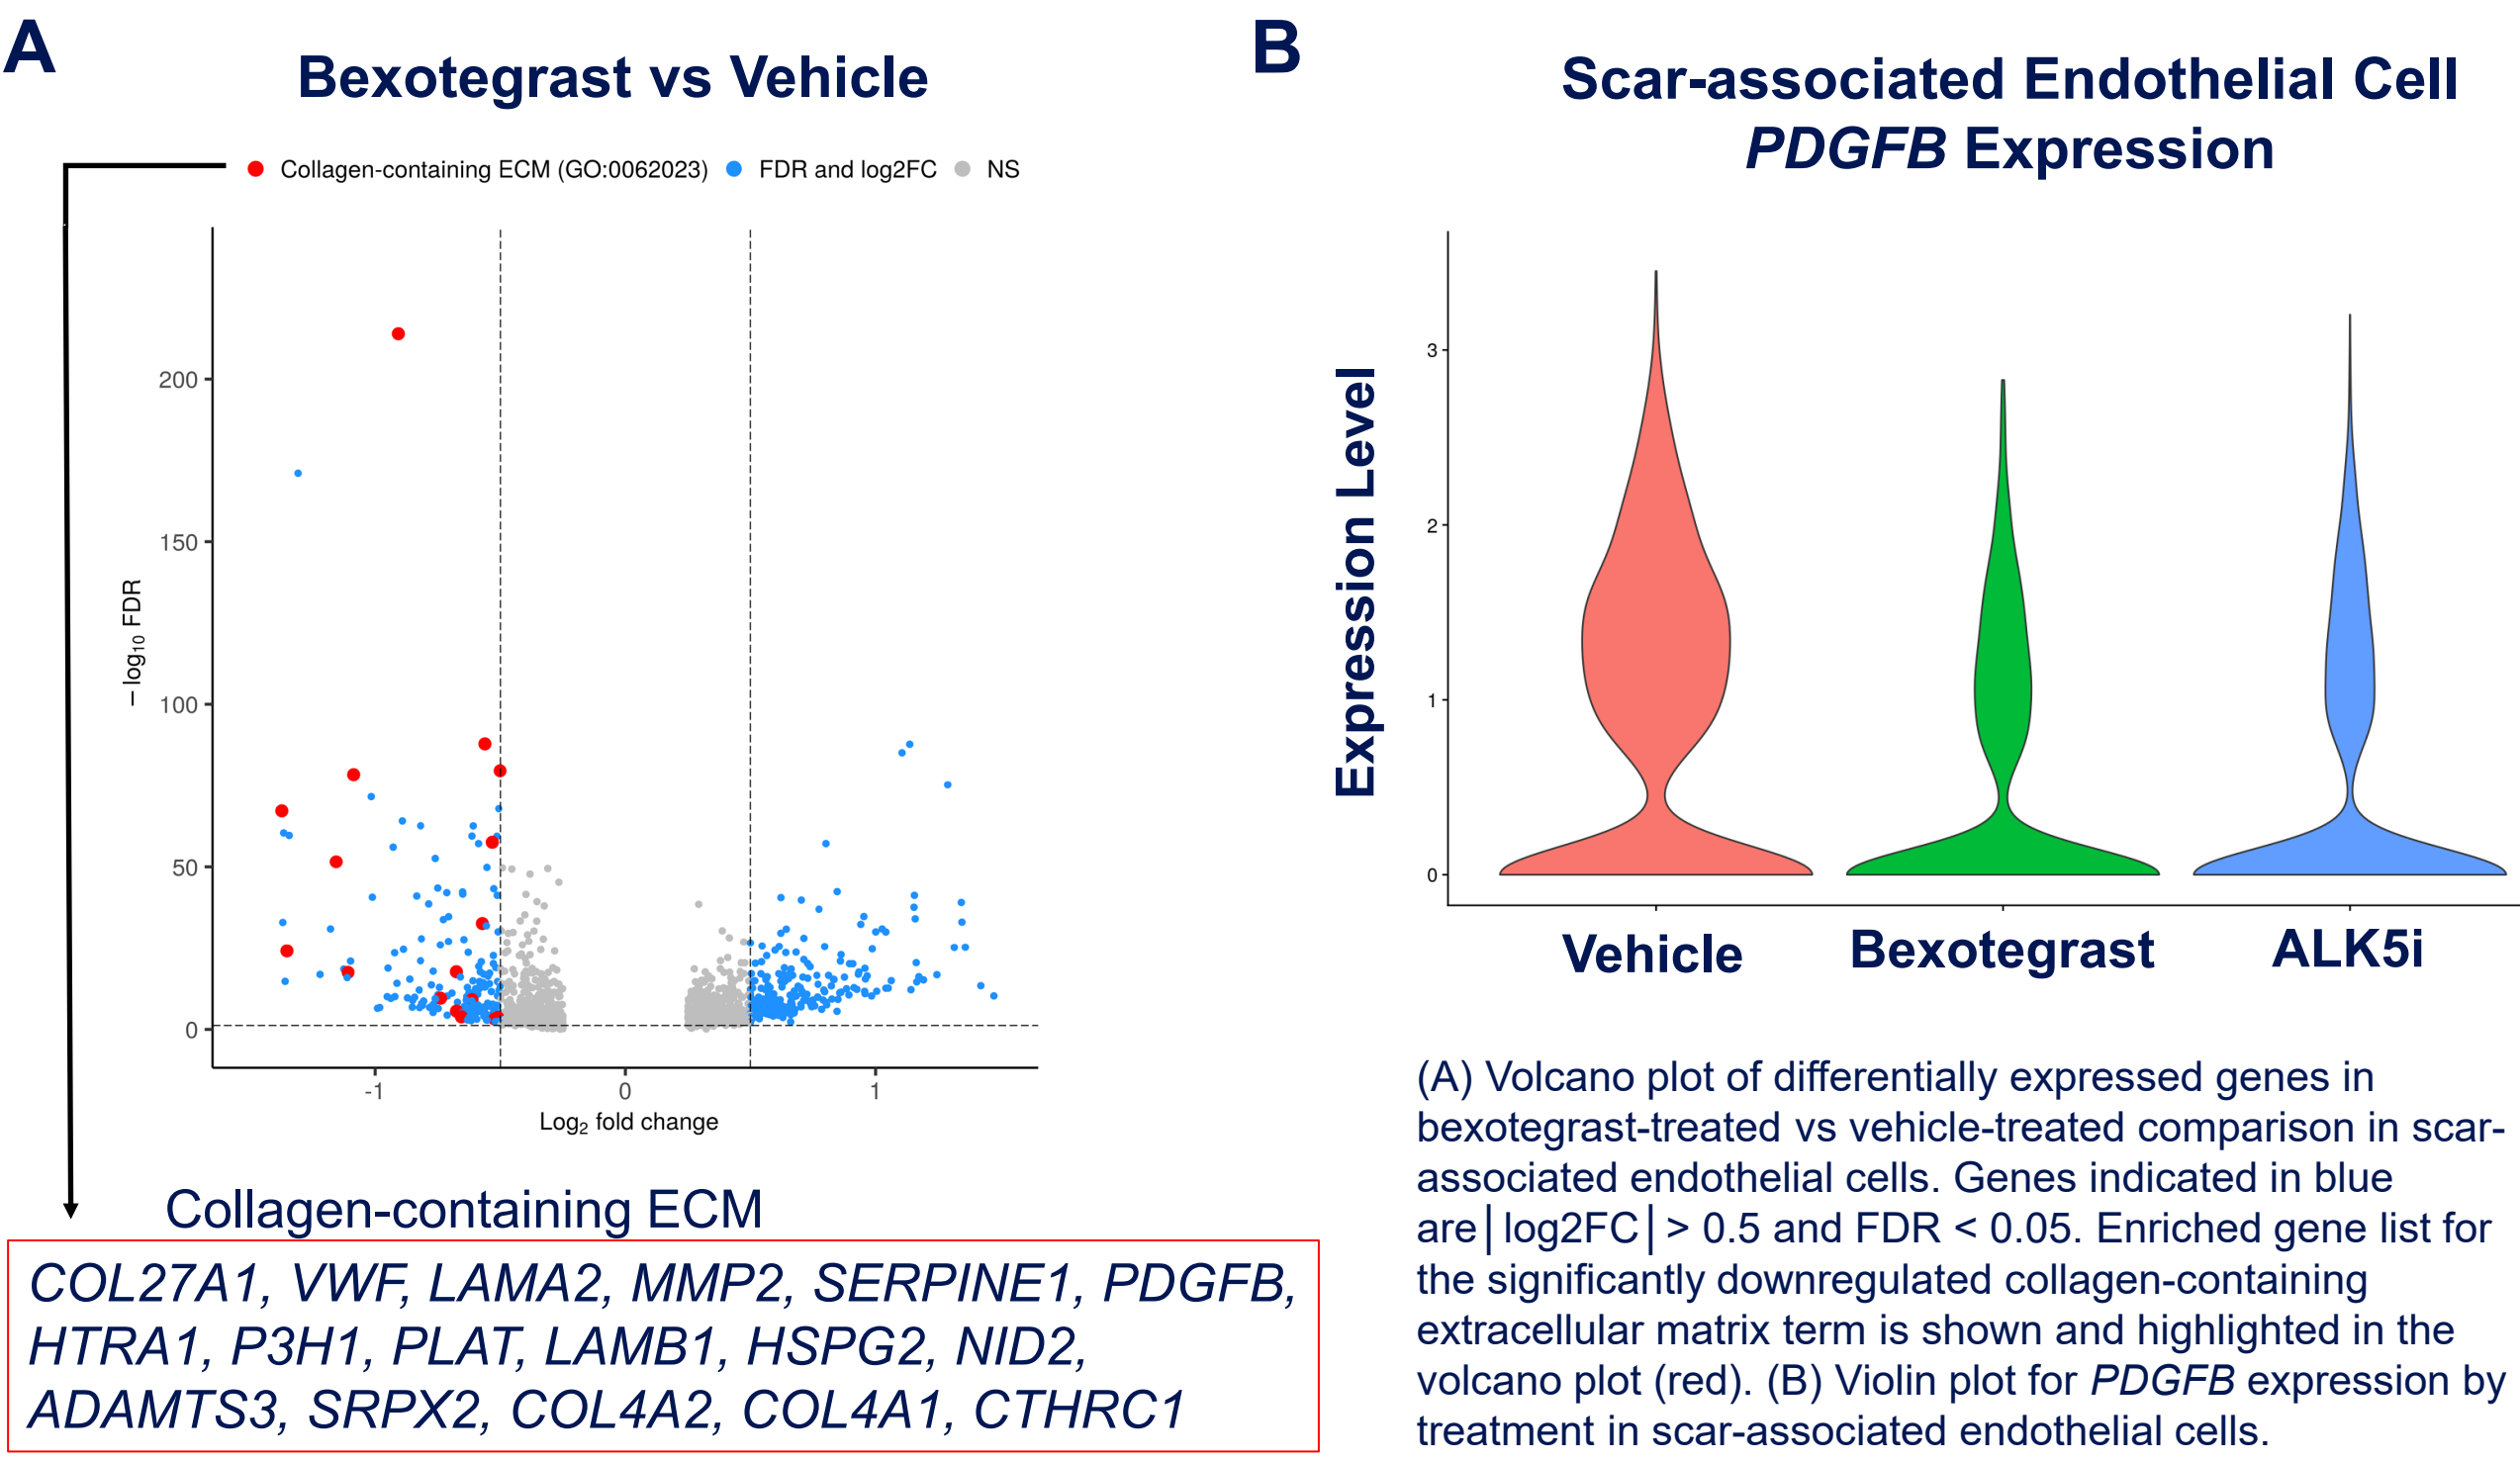 A
Bexotegrast vs Vehicle
Collagen-containing ECM (GO:0062023)
FDR and log2FC
NS
200
150
100
50
0
− log10 FDR
-1
0
1
Log2 fold change
Collagen-containing ECM
COL27A1, VWF, LAMA2, MMP2, SERPINE1, PDGFB,
HTRA1, P3H1, PLAT, LAMB1, HSPG2, NID2,
ADAMTS3, SRPX2, COL4A2, COL4A1, CTHRC1
B
Scar-associated Endothelial Cell
PDGFB Expression
Expression Level
3
2
1
0
Vehicle
Bexotegrast
ALK5i
(A) Volcano plot of differentially expressed genes in
bexotegrast-treated vs vehicle-treated comparison in scar-
associated endothelial cells. Genes indicated in blue
are│log2FC│> 0.5 and FDR < 0.05. Enriched gene list for
the significantly downregulated collagen-containing
extracellular matrix term is shown and highlighted in the
volcano plot (red). (B) Violin plot for PDGFB expression by
treatment in scar-associated endothelial cells.